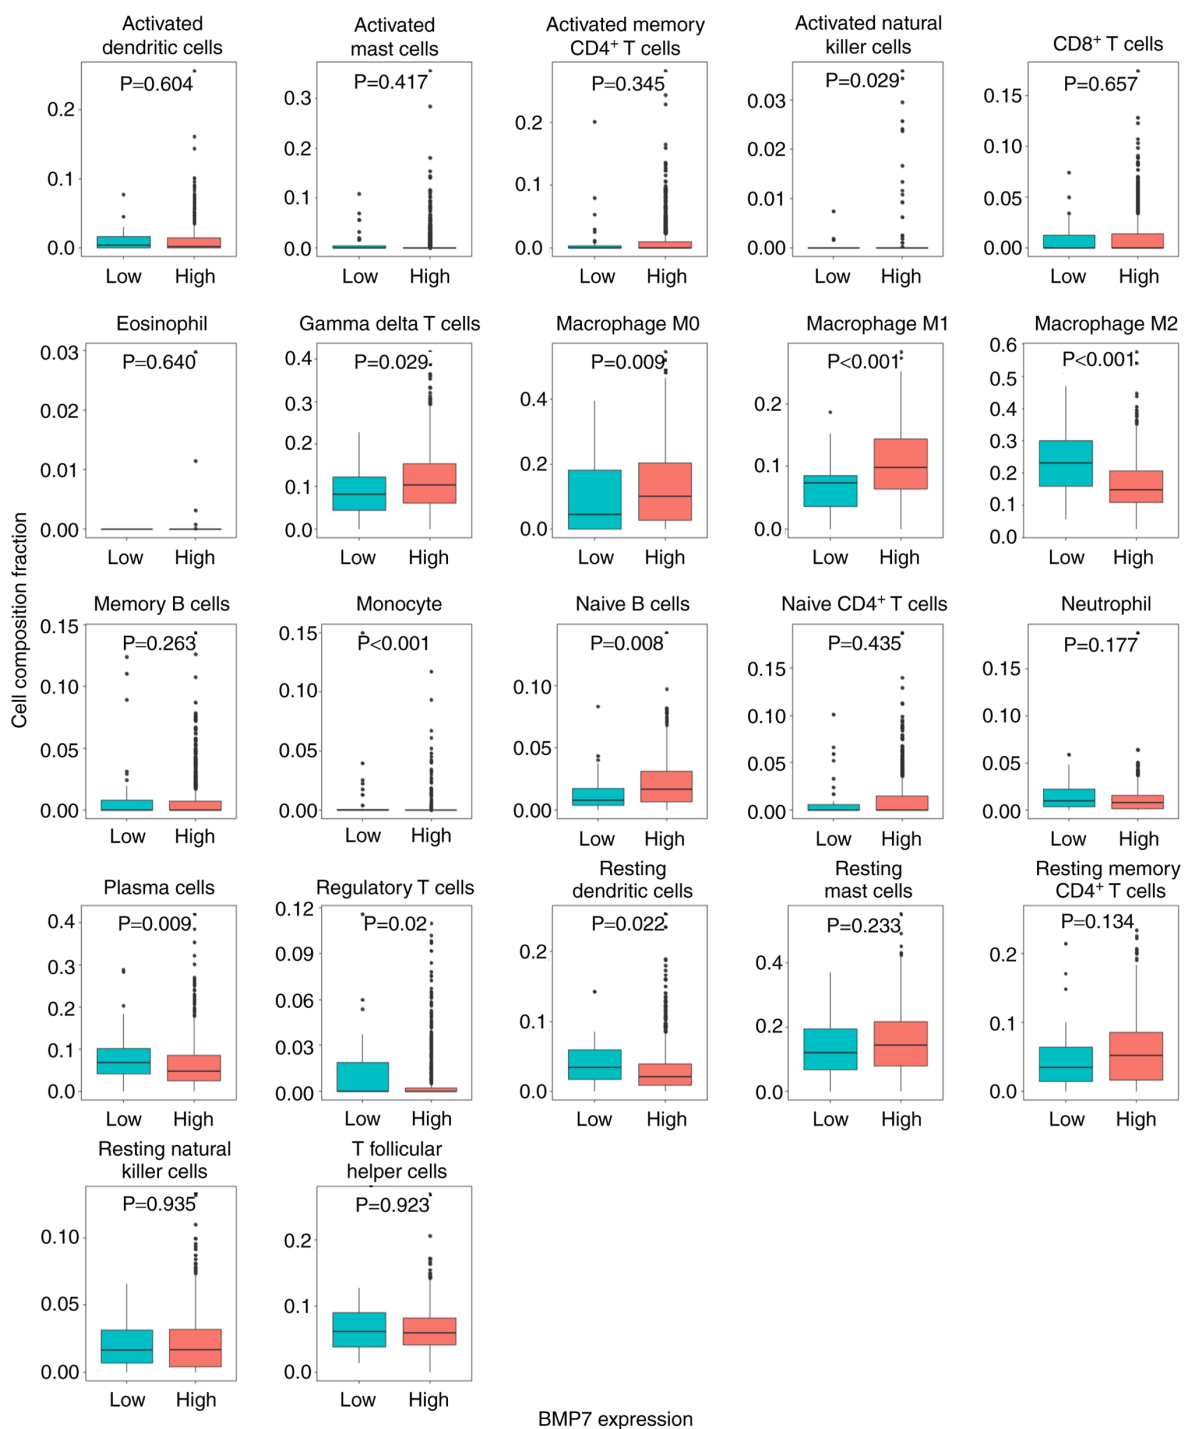 Activated
dendritic cells
Activated
mast cells
Activated memory
CD4⁺ T cells
Activated natural
killer cells
CD8⁺ T cells
P=0.604
P=0.417
P=0.345
P=0.029
P=0.657
0.2
0.1
0.0
0.3
0.2
0.1
0.0
0.2
0.1
0.0
0.03
0.02
0.01
0.00
0.15
0.10
0.05
0.00
Low High
Low High
Low High
Low High
Low High
Eosinophil
Gamma delta T cells
Macrophage M0
Macrophage M1
Macrophage M2
P=0.640
P=0.029
P=0.009
P<0.001
P<0.001
0.03
0.02
0.01
0.00
0.4
0.3
0.2
0.1
0.0
0.4
0.2
0.0
0.2
0.1
0.0
0.6
0.5
0.4
0.3
0.2
0.1
0.0
Low High
Low High
Low High
Low High
Low High
Cell composition fraction
Memory B cells
Monocyte
Naive B cells
Naive CD4⁺ T cells
Neutrophil
P=0.263
P<0.001
P=0.008
P=0.435
P=0.177
0.15
0.10
0.05
0.00
0.15
0.10
0.05
0.00
0.10
0.05
0.00
0.15
0.10
0.05
0.00
0.15
0.10
0.05
0.00
Low High
Low High
Low High
Low High
Low High
Plasma cells
Regulatory T cells
Resting
dendritic cells
Resting
mast cells
Resting memory
CD4⁺ T cells
P=0.009
P=0.02
P=0.022
P=0.233
P=0.134
0.4
0.3
0.2
0.1
0.0
0.12
0.09
0.06
0.03
0.00
0.2
0.1
0.0
0.4
0.2
0.0
0.2
0.1
0.0
Low High
Low High
Low High
Low High
Low High
Resting natural
killer cells
T follicular
helper cells
P=0.935
P=0.923
0.10
0.05
0.00
0.2
0.1
0.0
Low High
Low High
BMP7 expression